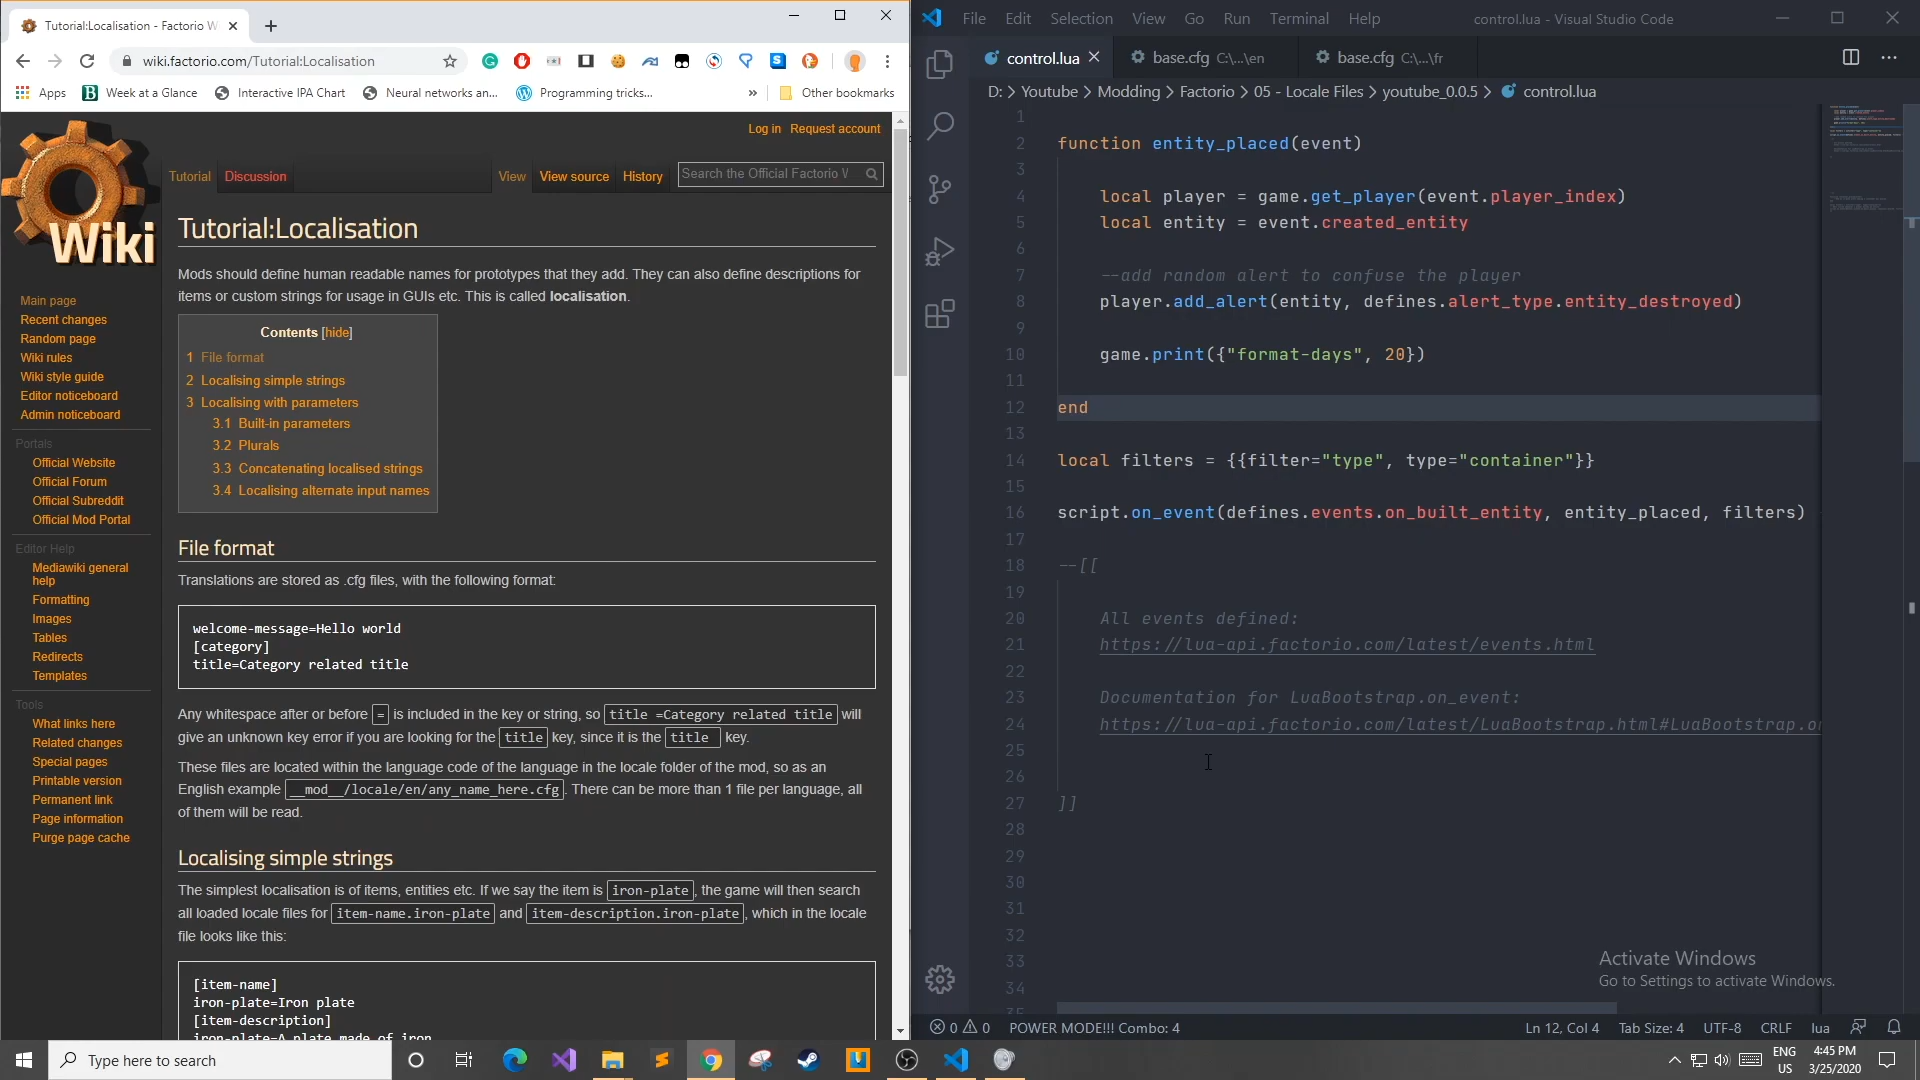 Tutorial:Localisation - Factorio W
wiki.factorio.com/Tutorial:Localisation
Apps
Week at a Glance
Interactive IPA Chart
Neural networks an...
Programming tricks...
»
Other bookmarks
Log in
Request account
Tutorial
Discussion
View
View source
History
Search the Official Factorio W
Wiki
Main page
Recent changes
Random page
Wiki rules
Wiki style guide
Editor noticeboard
Admin noticeboard
Portals
Official Website
Official Forum
Official Subreddit
Official Mod Portal
Editor Help
Mediawiki general
help
Formatting
Images
Tables
Redirects
Templates
Tools
What links here
Related changes
Special pages
Printable version
Permanent link
Page information
Purge page cache
Tutorial:Localisation
Mods should define human readable names for prototypes that they add. They can also define descriptions for
items or custom strings for usage in GUIs etc. This is called localisation.
Contents [hide]
1 File format
2 Localising simple strings
3 Localising with parameters
3.1 Built-in parameters
3.2 Plurals
3.3 Concatenating localised strings
3.4 Localising alternate input names
File format
Translations are stored as .cfg files, with the following format:
welcome-message=Hello world
[category]
title=Category related title
Any whitespace after or before = is included in the key or string, so title =Category related title will
give an unknown key error if you are looking for the title key, since it is the title  key.
These files are located within the language code of the language in the locale folder of the mod, so as an
English example __mod__/locale/en/any_name_here.cfg. There can be more than 1 file per language, all
of them will be read.
Localising simple strings
The simplest localisation is of items, entities etc. If we say the item is iron-plate, the game will then search
all loaded locale files for item-name.iron-plate and item-description.iron-plate, which in the locale
file looks like this:
[item-name]
iron-plate=Iron plate
[item-description]
iron-plate=A plate made of iron
File Edit Selection View Go Run Terminal Help
control.lua - Visual Studio Code
control.lua
base.cfg C:\...\en
base.cfg C:\...\fr
D: > Youtube > Modding > Factorio > 05 - Locale Files > youtube_0.0.5 > control.lua
1
2 function entity_placed(event)
3
4 local player = game.get_player(event.player_index)
5 local entity = event.created_entity
6
7 --add random alert to confuse the player
8 player.add_alert(entity, defines.alert_type.entity_destroyed)
9
10 game.print({"format-days", 20})
11
12 end
13
14 local filters = {{filter="type", type="container"}}
15
16 script.on_event(defines.events.on_built_entity, entity_placed, filters)
17
18 --[[
19
20 All events defined:
21 https://lua-api.factorio.com/latest/events.html
22
23 Documentation for LuaBootstrap.on_event:
24 https://lua-api.factorio.com/latest/LuaBootstrap.html#LuaBootstrap.on
25
26
27 ]]
28
29
30
31
32
33
34
35
Activate Windows
Go to Settings to activate Windows.
0 0 POWER MODE!!! Combo: 4
Ln 12, Col 4 Tab Size: 4 UTF-8 CRLF lua
Type here to search
ENG
US
4:45 PM
3/25/2020